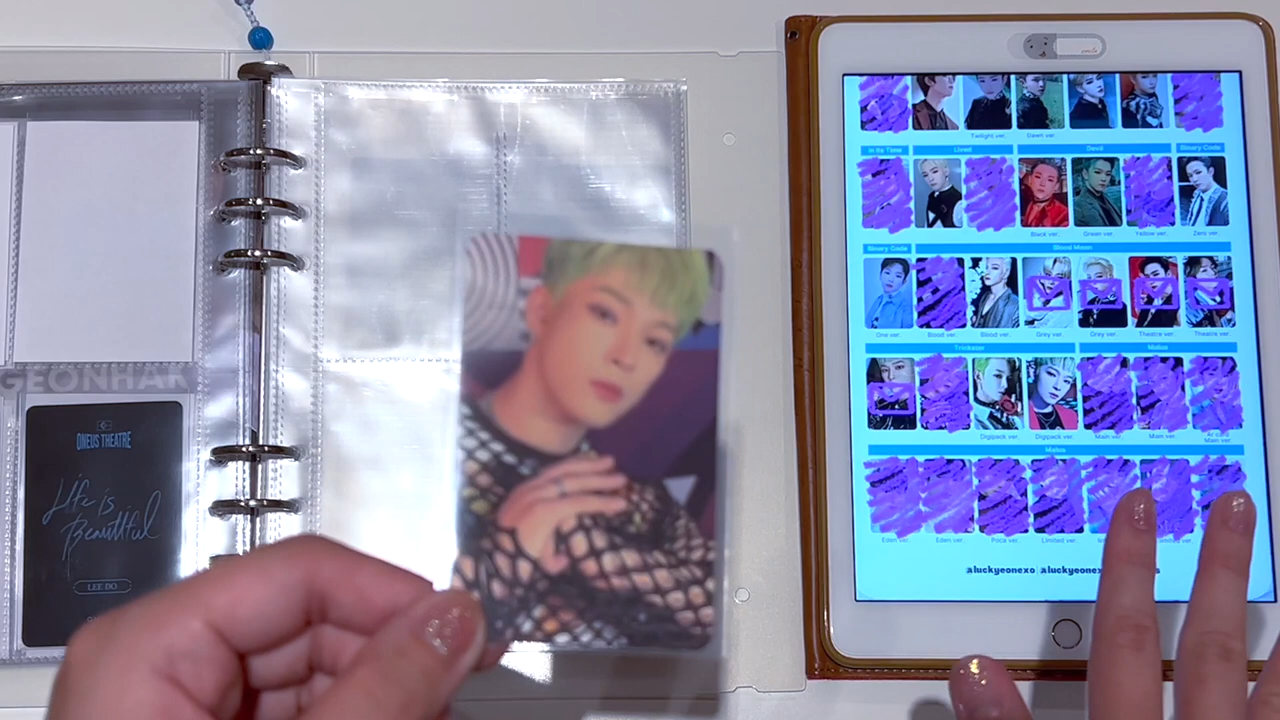 GEONHAK
ONEUS THEATRE
Life is
Beautiful
LEE DO
Twilight ver.
Dawn ver.
In its Time
Lived
Devil
Binary Code
Black ver.
Green ver.
Yellow ver.
Zero ver.
Binary Code
Blood Moon
One ver.
Blood ver.
Blood ver.
Grey ver.
Grey ver.
Theatre ver.
Theatre ver.
Trickster
Malus
Digipack ver.
Digipack ver.
Main ver.
Main ver.
Main ver.
Malus
Eden ver.
Eden ver.
Poca ver.
Limited ver.
@luckyeonexo